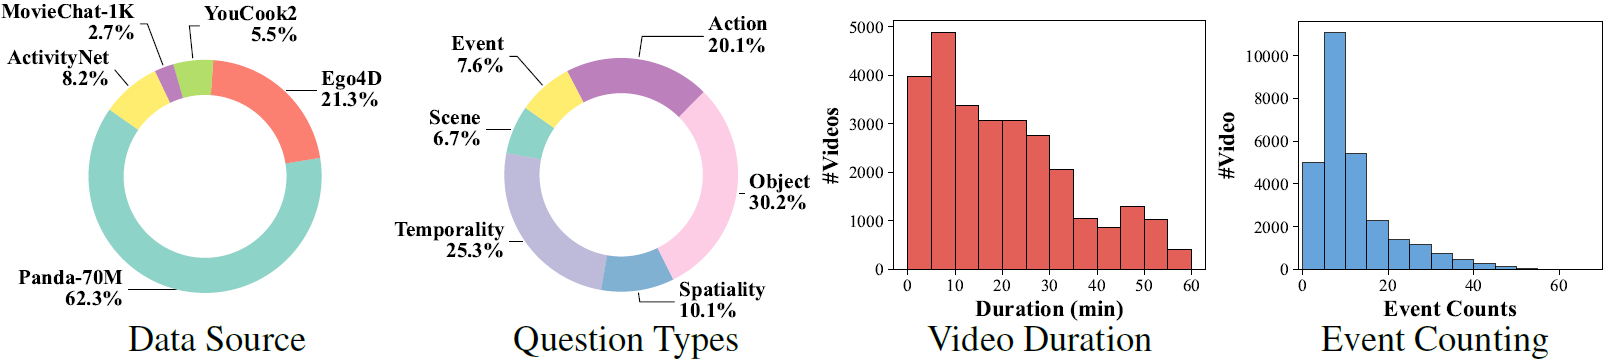 MovieChat-1K
2.7%
YouCook2
5.5%
ActivityNet
8.2%
Ego4D
21.3%
Panda-70M
62.3%
Data Source
Action
20.1%
Event
7.6%
Scene
6.7%
Object
30.2%
Temporality
25.3%
Spatiality
10.1%
Question Types
#Videos
5000
4000
3000
2000
1000
0
0 10 20 30 40 50 60
Duration (min)
Video Duration
#Video
10000
8000
6000
4000
2000
0
0 20 40 60
Event Counts
Event Counting